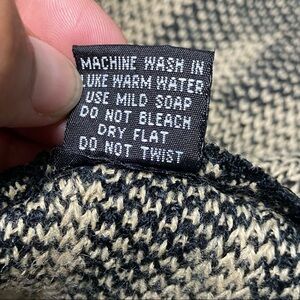 MACHINE WASH IN
LUKE WARM WATER
USE MILD SOAP
DO NOT BLEACH
DRY FLAT
DO NOT TWIST